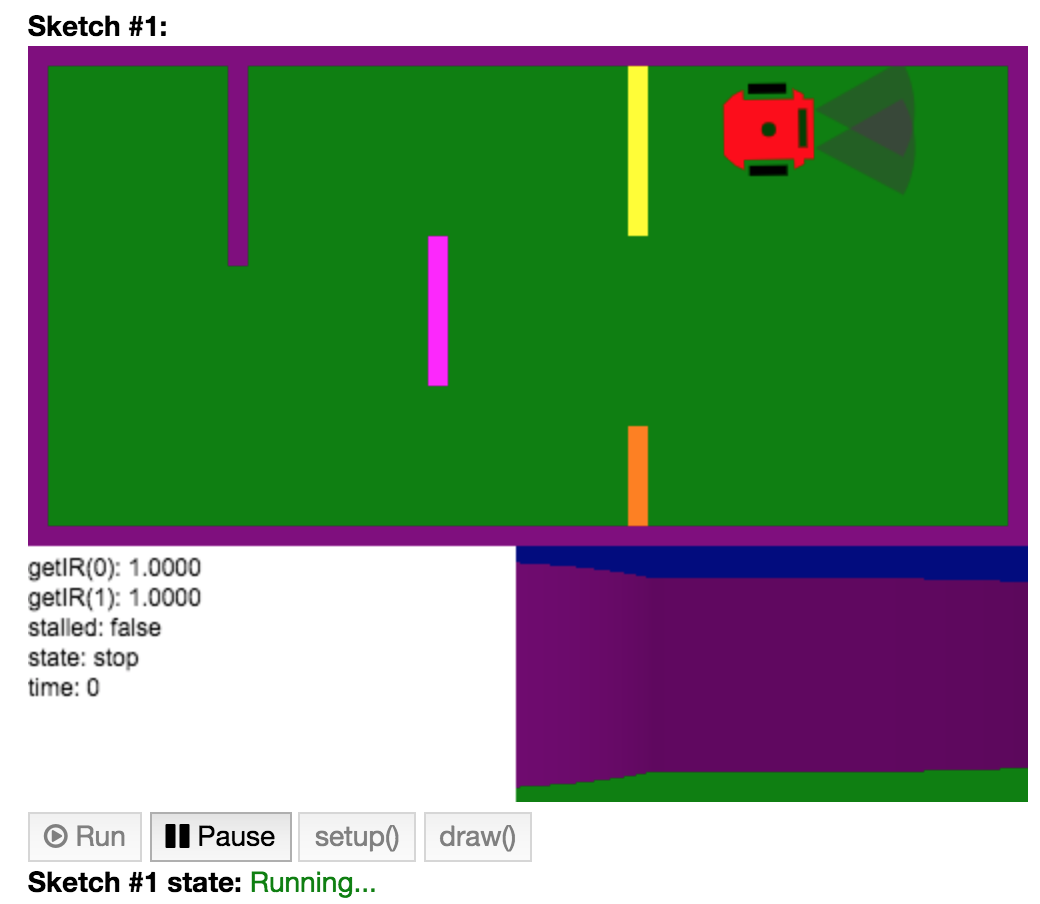 Sketch #1:
getIR(0): 1.0000
getIR(1): 1.0000
stalled: false
state: stop
time: 0
Run Pause setup() draw()
Sketch #1 state: Running...